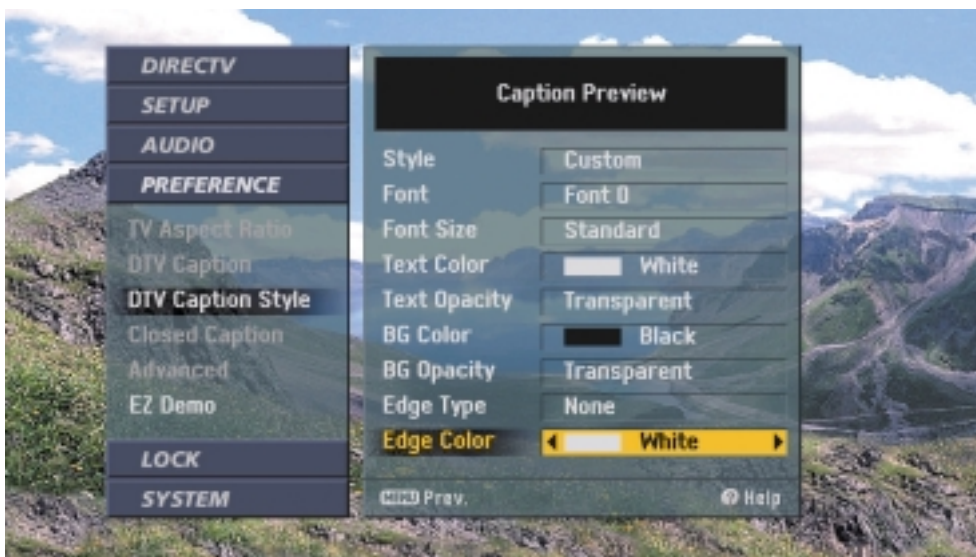 DIRECTV
SETUP
AUDIO
PREFERENCE
TV Aspect Ratio
DTV Caption
DTV Caption Style
Closed Caption
Advanced
EZ Demo
LOCK
SYSTEM
Caption Preview
Style Custom
Font Font 0
Font Size Standard
Text Color White
Text Opacity Transparent
BG Color Black
BG Opacity Transparent
Edge Type None
Edge Color White
MENU Prev. ? Help